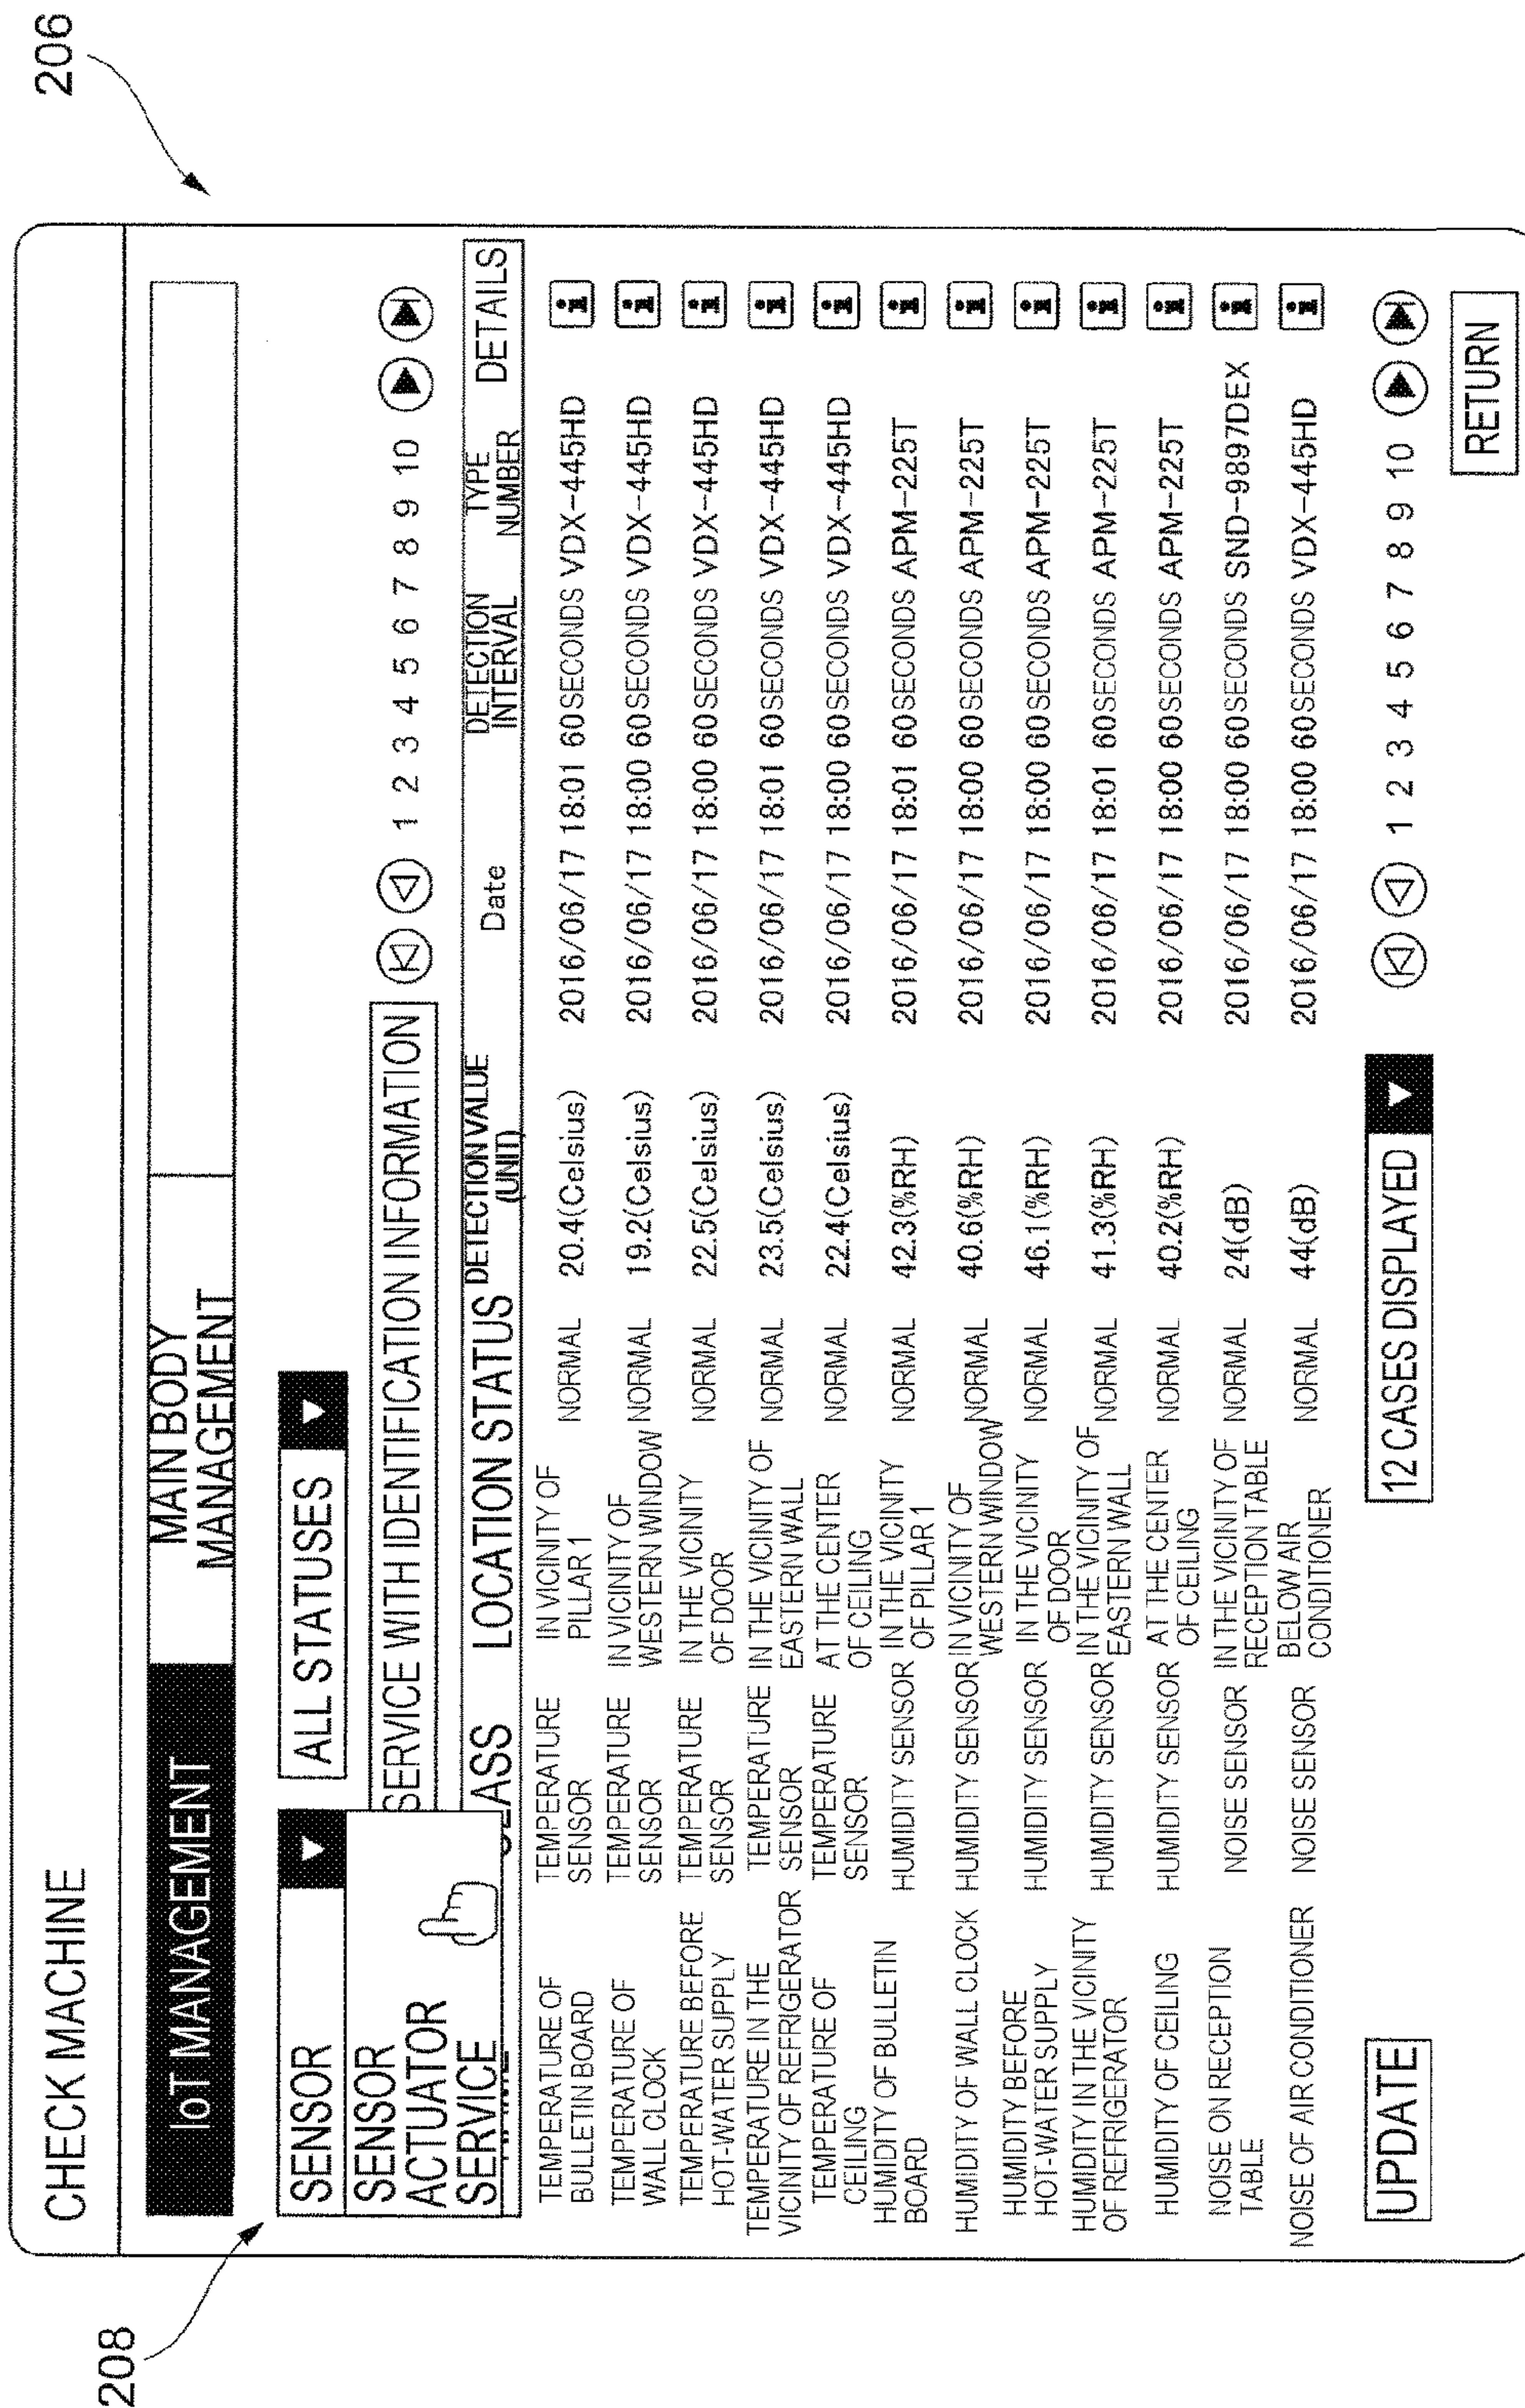 206
208
CHECK MACHINE
IoT MANAGEMENT
MAIN BODY
MANAGEMENT
SENSOR ▼
ALL STATUSES ▼
SENSOR
ACTUATOR
SERVICE
SERVICE WITH IDENTIFICATION INFORMATION
1 2 3 4 5 6 7 8 9 10
LOCATION STATUS DETECTION VALUE (UNIT) Date DETECTION INTERVAL TYPE NUMBER DETAILS
TEMPERATURE OF BULLETIN BOARD TEMPERATURE SENSOR IN VICINITY OF PILLAR 1 NORMAL 20.4(Celsius) 2016/06/17 18:01 60SECONDS VDX-445HD i
TEMPERATURE OF WALL CLOCK TEMPERATURE SENSOR IN VICINITY OF WESTERN WINDOW NORMAL 19.2(Celsius) 2016/06/17 18:00 60SECONDS VDX-445HD i
TEMPERATURE BEFORE HOT-WATER SUPPLY TEMPERATURE SENSOR IN THE VICINITY OF DOOR NORMAL 22.5(Celsius) 2016/06/17 18:00 60SECONDS VDX-445HD i
TEMPERATURE IN THE VICINITY OF REFRIGERATOR TEMPERATURE SENSOR IN THE VICINITY OF EASTERN WALL NORMAL 23.5(Celsius) 2016/06/17 18:01 60SECONDS VDX-445HD i
TEMPERATURE OF CEILING TEMPERATURE SENSOR AT THE CENTER OF CEILING NORMAL 22.4(Celsius) 2016/06/17 18:00 60SECONDS VDX-445HD i
HUMIDITY OF BULLETIN BOARD HUMIDITY SENSOR IN THE VICINITY OF PILLAR 1 NORMAL 42.3(%RH) 2016/06/17 18:01 60SECONDS APM-225T i
HUMIDITY OF WALL CLOCK HUMIDITY SENSOR IN VICINITY OF WESTERN WINDOW NORMAL 40.6(%RH) 2016/06/17 18:00 60SECONDS APM-225T i
HUMIDITY BEFORE HOT-WATER SUPPLY HUMIDITY SENSOR IN THE VICINITY OF DOOR NORMAL 46.1(%RH) 2016/06/17 18:00 60SECONDS APM-225T i
HUMIDITY IN THE VICINITY OF REFRIGERATOR HUMIDITY SENSOR IN THE VICINITY OF EASTERN WALL NORMAL 41.3(%RH) 2016/06/17 18:01 60SECONDS APM-225T i
HUMIDITY OF CEILING HUMIDITY SENSOR AT THE CENTER OF CEILING NORMAL 40.2(%RH) 2016/06/17 18:00 60SECONDS APM-225T i
NOISE ON RECEPTION TABLE NOISE SENSOR IN THE VICINITY OF RECEPTION TABLE NORMAL 24(dB) 2016/06/17 18:00 60SECONDS SND-9897DEX i
NOISE OF AIR CONDITIONER NOISE SENSOR BELOW AIR CONDITIONER NORMAL 44(dB) 2016/06/17 18:00 60SECONDS VDX-445HD i
UPDATE
12 CASES DISPLAYED ▼
1 2 3 4 5 6 7 8 9 10
RETURN